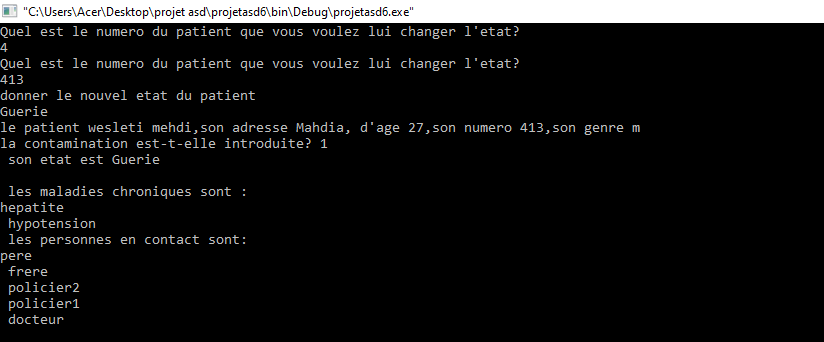 "C:\Users\Acer\Desktop\projet asd\projetasd6\bin\Debug\projetasd6.exe"
Quel est le numero du patient que vous voulez lui changer l'etat?
4
Quel est le numero du patient que vous voulez lui changer l'etat?
413
donner le nouvel etat du patient
Guerie
le patient wesleti mehdi,son adresse Mahdia, d'age 27,son numero 413,son genre m
la contamination est-t-elle introduite? 1
son etat est Guerie
les maladies chroniques sont :
hepatite
hypotension
les personnes en contact sont:
pere
frere
policier2
policier1
docteur